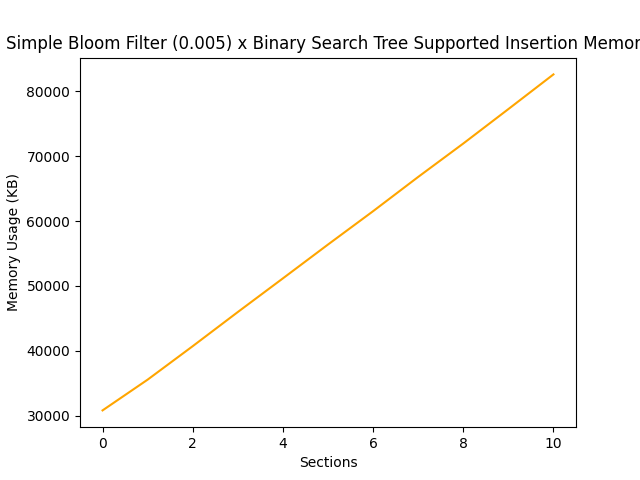 Simple Bloom Filter (0.005) x Binary Search Tree Supported Insertion Memor
80000
70000
60000
50000
40000
30000
Memory Usage (KB)
0 2 4 6 8 10
Sections